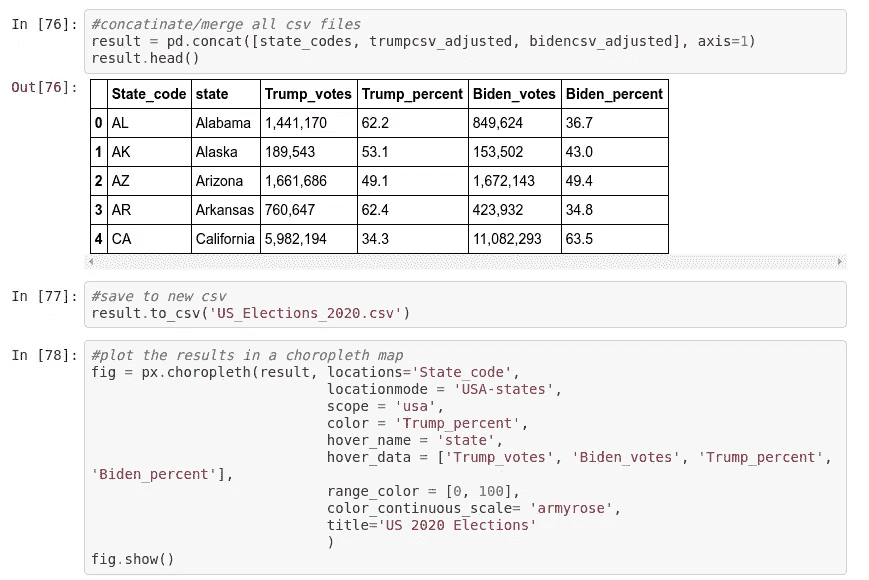 In [76]: #concatinate/merge all csv files
result = pd.concat([state_codes, trumpcsv_adjusted, bidencsv_adjusted], axis=1)
result.head()
Out[76]:
State_code state Trump_votes Trump_percent Biden_votes Biden_percent
0 AL Alabama 1,441,170 62.2 849,624 36.7
1 AK Alaska 189,543 53.1 153,502 43.0
2 AZ Arizona 1,661,686 49.1 1,672,143 49.4
3 AR Arkansas 760,647 62.4 423,932 34.8
4 CA California 5,982,194 34.3 11,082,293 63.5
In [77]: #save to new csv
result.to_csv('US_Elections_2020.csv')
In [78]: #plot the results in a choropleth map
fig = px.choropleth(result, locations='State_code',
locationmode = 'USA-states',
scope = 'usa',
color = 'Trump_percent',
hover_name = 'state',
hover_data = ['Trump_votes', 'Biden_votes', 'Trump_percent',
'Biden_percent'],
range_color = [0, 100],
color_continuous_scale= 'armyrose',
title='US 2020 Elections'
)
fig.show()